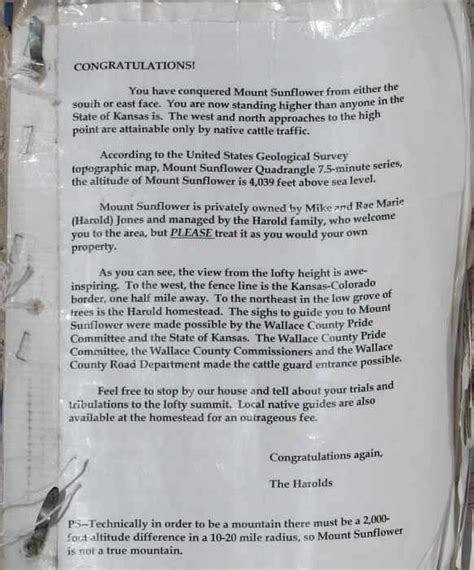 CONGRATULATIONS!
You have conquered Mount Sunflower from either the
south or east face. You are now standing higher than anyone in the
State of Kansas is. The west and north approaches to the high
point are attainable only by native cattle traffic.
According to the United States Geological Survey
topographic map, Mount Sunflower Quadrangle 7.5-minute series,
the altitude of Mount Sunflower is 4,039 feet above sea level.
Mount Sunflower is privately owned by Mike and Rae Marie
(Harold) Jones and managed by the Harold family, who welcome
you to the area, but PLEASE treat it as you would your own
property.
As you can see, the view from the lofty height is awe-
inspiring. To the west, the fence line is the Kansas-Colorado
border, one half mile away. To the northeast in the low grove of
trees is the Harold homestead. The sighs to guide you to Mount
Sunflower were made possible by the Wallace County Pride
Committee and the State of Kansas. The Wallace County Pride
Committee, the Wallace County Commissioners and the Wallace
County Road Department made the cattle guard entrance possible.
Feel free to stop by our house and tell about your trials and
tribulations to the lofty summit. Local native guides are also
available at the homestead for an outrageous fee.
Congratulations again,
The Harolds
PS--Technically in order to be a mountain there must be a 2,000-
foot altitude difference in a 10-20 mile radius, so Mount Sunflower
is not a true mountain.